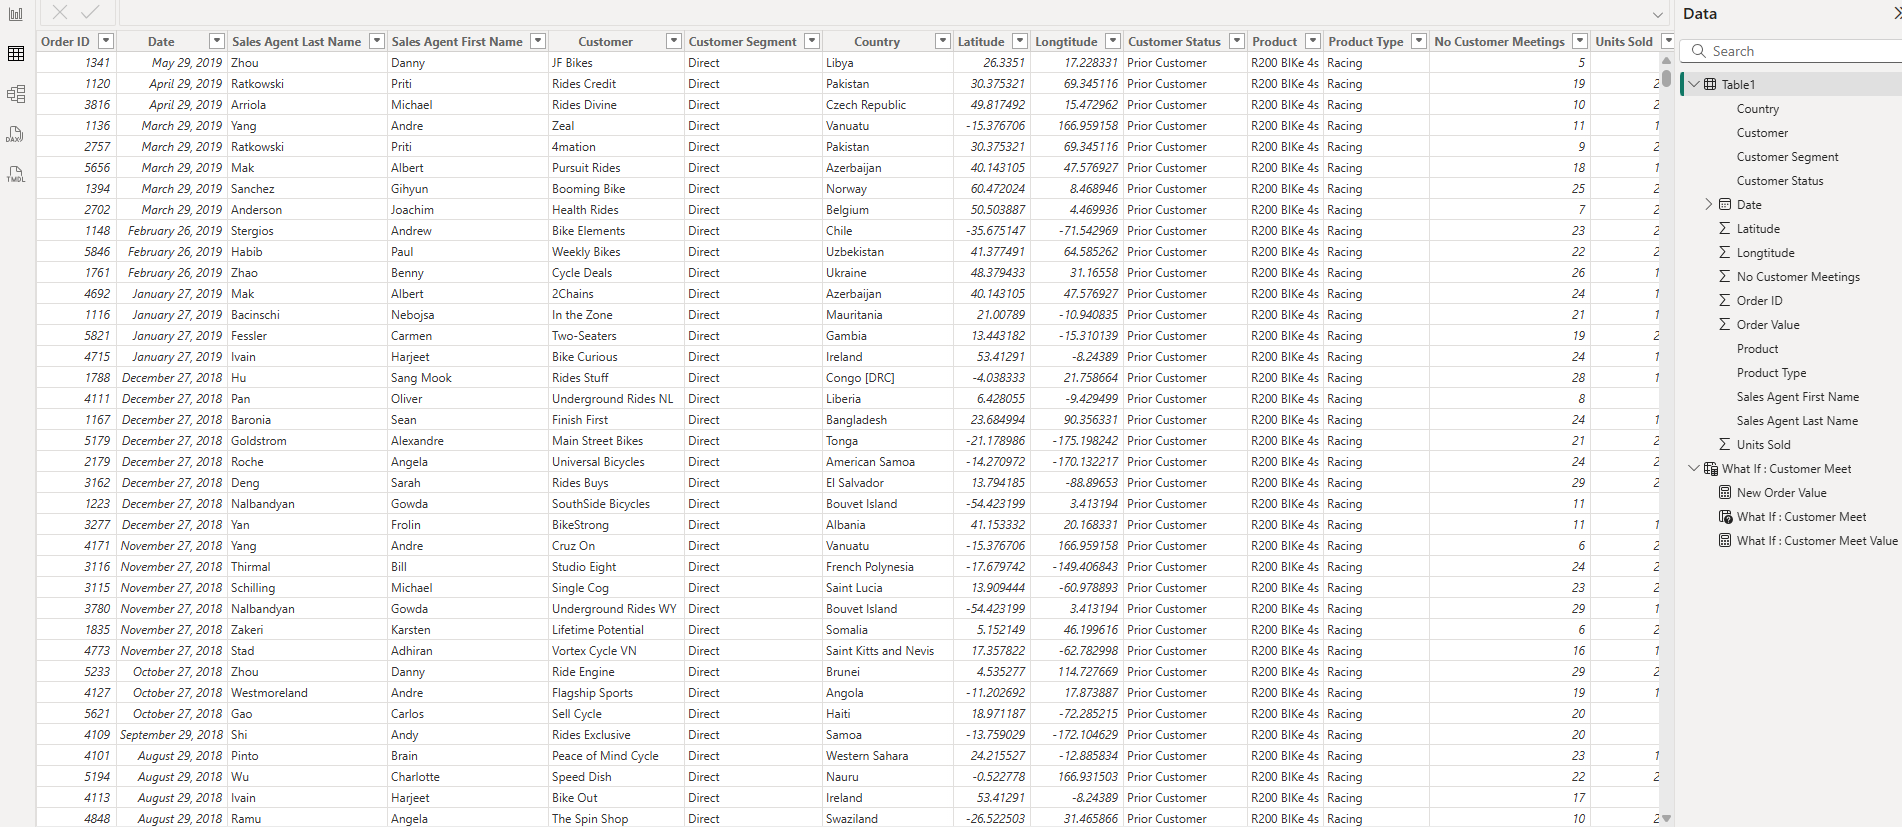 Data
Order ID Date Sales Agent Last Name Sales Agent First Name Customer Customer Segment Country Latitude Longtitude Customer Status Product Product Type No Customer Meetings Units Sold
Search
1341 May 29, 2019 Zhou Danny JF Bikes Direct Libya 26.3351 17.228331 Prior Customer R200 BIKe 4s Racing 5
1120 April 29, 2019 Ratkowski Priti Rides Credit Direct Pakistan 30.375321 69.345116 Prior Customer R200 BIKe 4s Racing 19 2
3816 April 29, 2019 Arriola Michael Rides Divine Direct Czech Republic 49.817492 15.472962 Prior Customer R200 BIKe 4s Racing 10 2
1136 March 29, 2019 Yang Andre Zeal Direct Vanuatu -15.376706 166.959158 Prior Customer R200 BIKe 4s Racing 11 1
2757 March 29, 2019 Ratkowski Priti 4mation Direct Pakistan 30.375321 69.345116 Prior Customer R200 BIKe 4s Racing 9 2
5656 March 29, 2019 Mak Albert Pursuit Rides Direct Azerbaijan 40.143105 47.576927 Prior Customer R200 BIKe 4s Racing 18 1
1394 March 29, 2019 Sanchez Gihyun Booming Bike Direct Norway 60.472024 8.468946 Prior Customer R200 BIKe 4s Racing 25 2
2702 March 29, 2019 Anderson Joachim Health Rides Direct Belgium 50.503887 4.469936 Prior Customer R200 BIKe 4s Racing 7 2
1148 February 26, 2019 Stergios Andrew Bike Elements Direct Chile -35.675147 -71.542969 Prior Customer R200 BIKe 4s Racing 23 2
5846 February 26, 2019 Habib Paul Weekly Bikes Direct Uzbekistan 41.377491 64.585262 Prior Customer R200 BIKe 4s Racing 22 2
1761 February 26, 2019 Zhao Benny Cycle Deals Direct Ukraine 48.379433 31.16558 Prior Customer R200 BIKe 4s Racing 26 1
4692 January 27, 2019 Mak Albert 2Chains Direct Azerbaijan 40.143105 47.576927 Prior Customer R200 BIKe 4s Racing 24 1
1116 January 27, 2019 Bacinschi Nebojsa In the Zone Direct Mauritania 21.00789 -10.940835 Prior Customer R200 BIKe 4s Racing 21 1
5821 January 27, 2019 Fessler Carmen Two-Seaters Direct Gambia 13.443182 -15.310139 Prior Customer R200 BIKe 4s Racing 19 2
4715 January 27, 2019 Ivain Harjeet Bike Curious Direct Ireland 53.41291 -8.24389 Prior Customer R200 BIKe 4s Racing 24 1
1788 December 27, 2018 Hu Sang Mook Rides Stuff Direct Congo [DRC] -4.038333 21.758664 Prior Customer R200 BIKe 4s Racing 28 1
4111 December 27, 2018 Pan Oliver Underground Rides NL Direct Liberia 6.428055 -9.429499 Prior Customer R200 BIKe 4s Racing 8
1167 December 27, 2018 Baronia Sean Finish First Direct Bangladesh 23.684994 90.356331 Prior Customer R200 BIKe 4s Racing 24 1
5179 December 27, 2018 Goldstrom Alexandre Main Street Bikes Direct Tonga -21.178986 -175.198242 Prior Customer R200 BIKe 4s Racing 21 2
2179 December 27, 2018 Roche Angela Universal Bicycles Direct American Samoa -14.270972 -170.132217 Prior Customer R200 BIKe 4s Racing 24 2
3162 December 27, 2018 Deng Sarah Rides Buys Direct El Salvador 13.794185 -88.89653 Prior Customer R200 BIKe 4s Racing 29 2
1223 December 27, 2018 Nalbandyan Gowda SouthSide Bicycles Direct Bouvet Island -54.423199 3.413194 Prior Customer R200 BIKe 4s Racing 11
3277 December 27, 2018 Yan Frolin BikeStrong Direct Albania 41.153332 20.168331 Prior Customer R200 BIKe 4s Racing 11 1
4171 November 27, 2018 Yang Andre Cruz On Direct Vanuatu -15.376706 166.959158 Prior Customer R200 BIKe 4s Racing 6 2
3116 November 27, 2018 Thirmal Bill Studio Eight Direct French Polynesia -17.679742 -149.406843 Prior Customer R200 BIKe 4s Racing 24 2
3115 November 27, 2018 Schilling Michael Single Cog Direct Saint Lucia 13.909444 -60.978893 Prior Customer R200 BIKe 4s Racing 23 2
3780 November 27, 2018 Nalbandyan Gowda Underground Rides WY Direct Bouvet Island -54.423199 3.413194 Prior Customer R200 BIKe 4s Racing 29 1
1835 November 27, 2018 Zakeri Karsten Lifetime Potential Direct Somalia 5.152149 46.199616 Prior Customer R200 BIKe 4s Racing 6 2
4773 November 27, 2018 Stad Adhiran Vortex Cycle VN Direct Saint Kitts and Nevis 17.357822 -62.782998 Prior Customer R200 BIKe 4s Racing 16 1
5233 October 27, 2018 Zhou Danny Ride Engine Direct Brunei 4.535277 114.727669 Prior Customer R200 BIKe 4s Racing 29 2
4127 October 27, 2018 Westmoreland Andre Flagship Sports Direct Angola -11.202692 17.873887 Prior Customer R200 BIKe 4s Racing 19 1
5621 October 27, 2018 Gao Carlos Sell Cycle Direct Haiti 18.971187 -72.285215 Prior Customer R200 BIKe 4s Racing 20
4109 September 29, 2018 Shi Andy Rides Exclusive Direct Samoa -13.759029 -172.104629 Prior Customer R200 BIKe 4s Racing 20
4101 August 29, 2018 Pinto Brain Peace of Mind Cycle Direct Western Sahara 24.215527 -12.885834 Prior Customer R200 BIKe 4s Racing 23 1
5194 August 29, 2018 Wu Charlotte Speed Dish Direct Nauru -0.522778 166.931503 Prior Customer R200 BIKe 4s Racing 22 2
4113 August 29, 2018 Ivain Harjeet Bike Out Direct Ireland 53.41291 -8.24389 Prior Customer R200 BIKe 4s Racing 17
4848 August 29, 2018 Ramu Angela The Spin Shop Direct Swaziland -26.522503 31.465866 Prior Customer R200 BIKe 4s Racing 10 2
DAX
TMDL
Table1
Country
Customer
Customer Segment
Customer Status
Date
Latitude
Longtitude
No Customer Meetings
Order ID
Order Value
Product
Product Type
Sales Agent First Name
Sales Agent Last Name
Units Sold
What If : Customer Meet
New Order Value
What If : Customer Meet
What If : Customer Meet Value